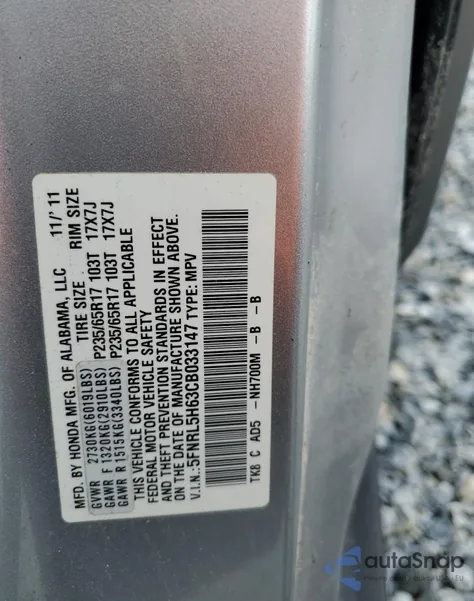 MFD. BY HONDA MFG. OF ALABAMA, LLC 11/'11
TIRE SIZE RIM SIZE
GVWR 2730KG(6019LBS)
GAWR F 1320KG(2910LBS) P235/65R17 103T 17X7J
GAWR R 1515KG(3340LBS) P235/65R17 103T 17X7J
THIS VEHICLE CONFORMS TO ALL APPLICABLE
FEDERAL MOTOR VEHICLE SAFETY
AND THEFT PREVENTION STANDARDS IN EFFECT
ON THE DATE OF MANUFACTURE SHOWN ABOVE.
V.I.N.: 5FNRL5H63CB033147 TYPE: MPV
TK8 C AD5 -NH700M -B -B
autoSnap